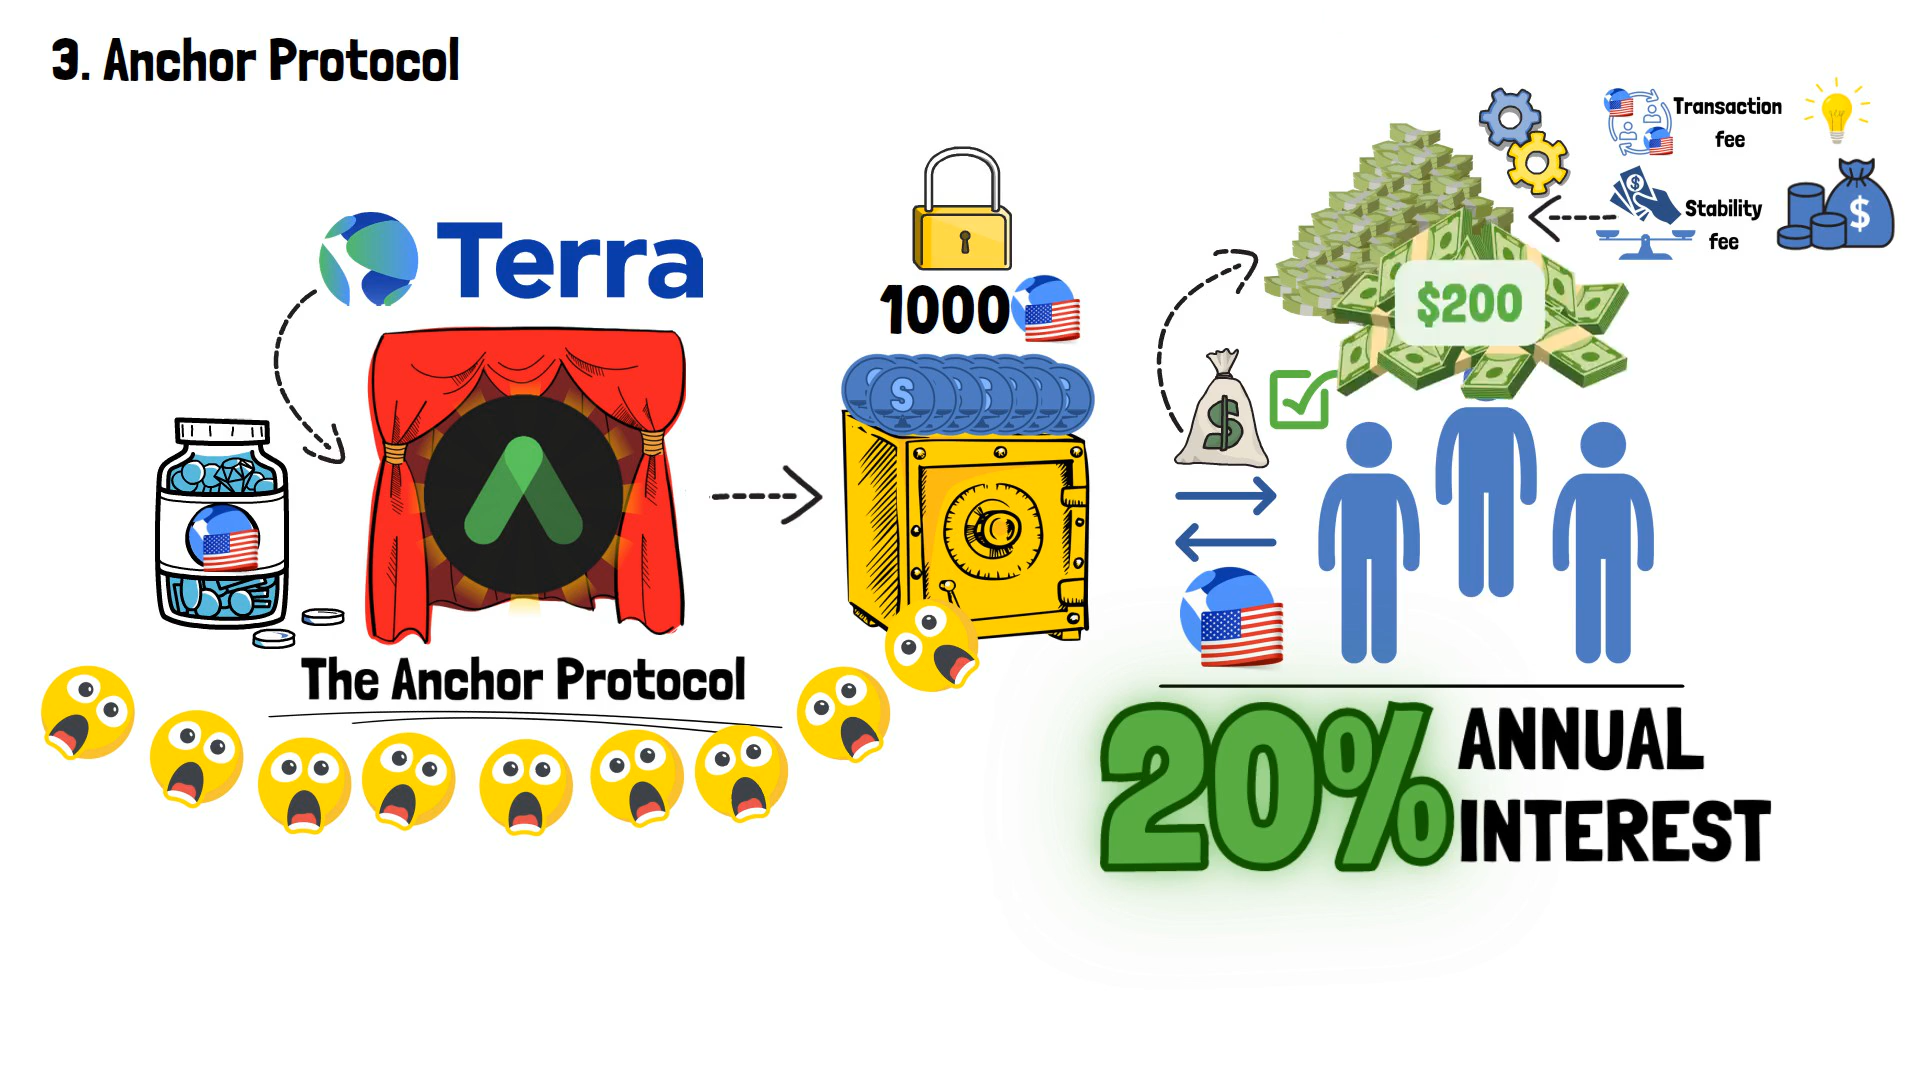 3. Anchor Protocol
Terra
The Anchor Protocol
1000
$200
Transaction
fee
Stability
fee
20% ANNUAL
INTEREST